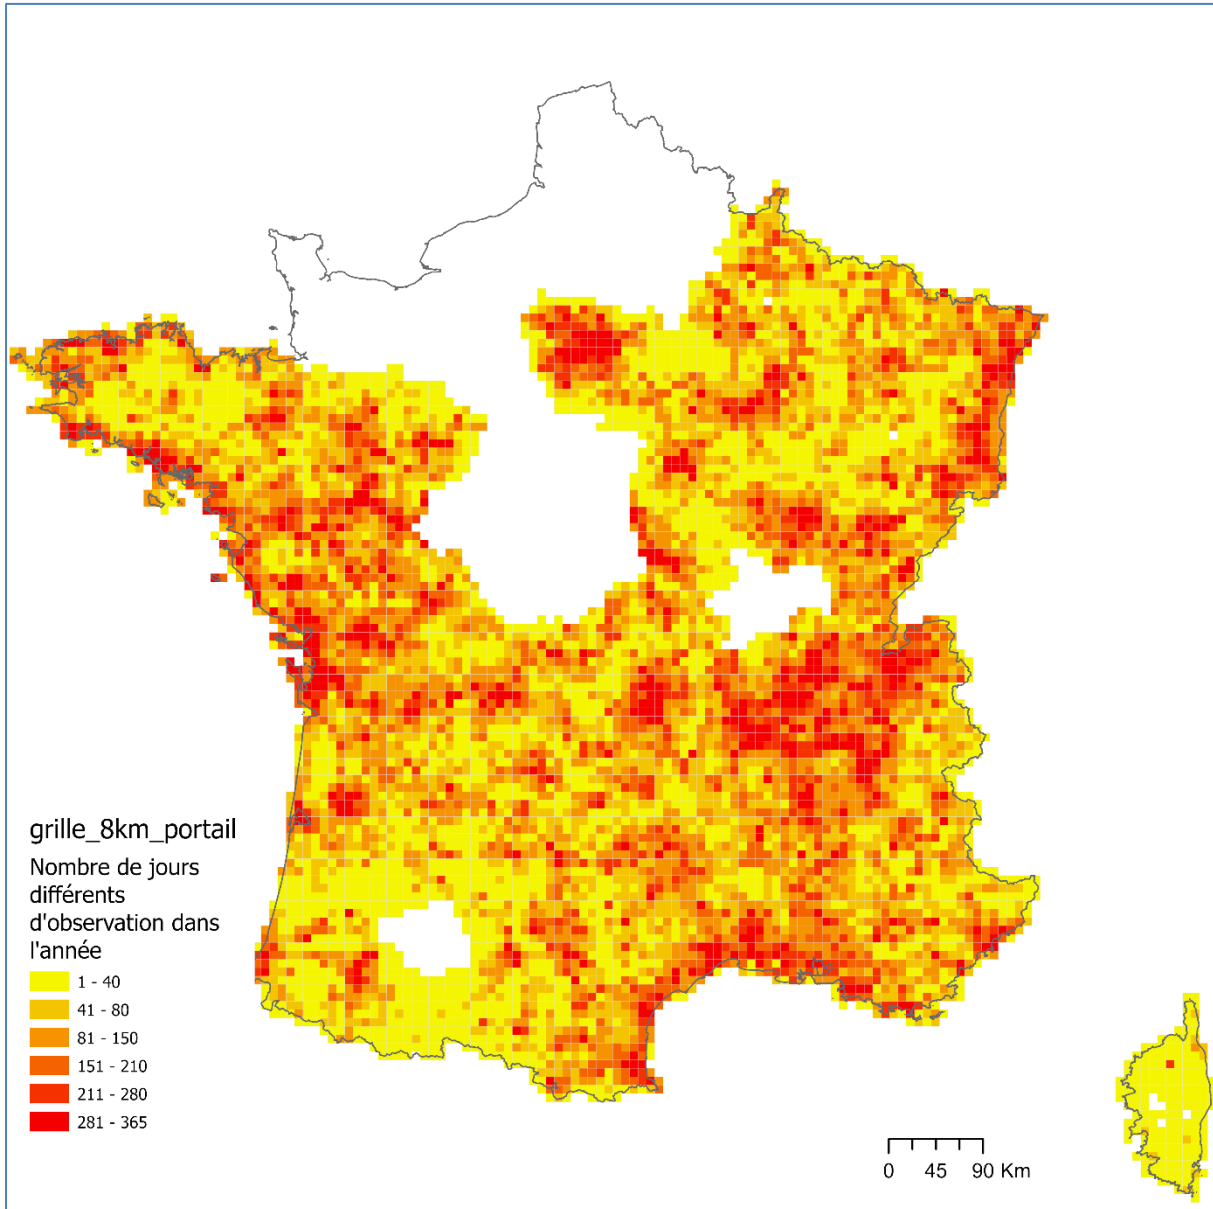 grille_8km_portail
Nombre de jours
différents
d'observation dans
l'année
1 - 40
41 - 80
81 - 150
151 - 210
211 - 280
281 - 365
0 45 90 Km